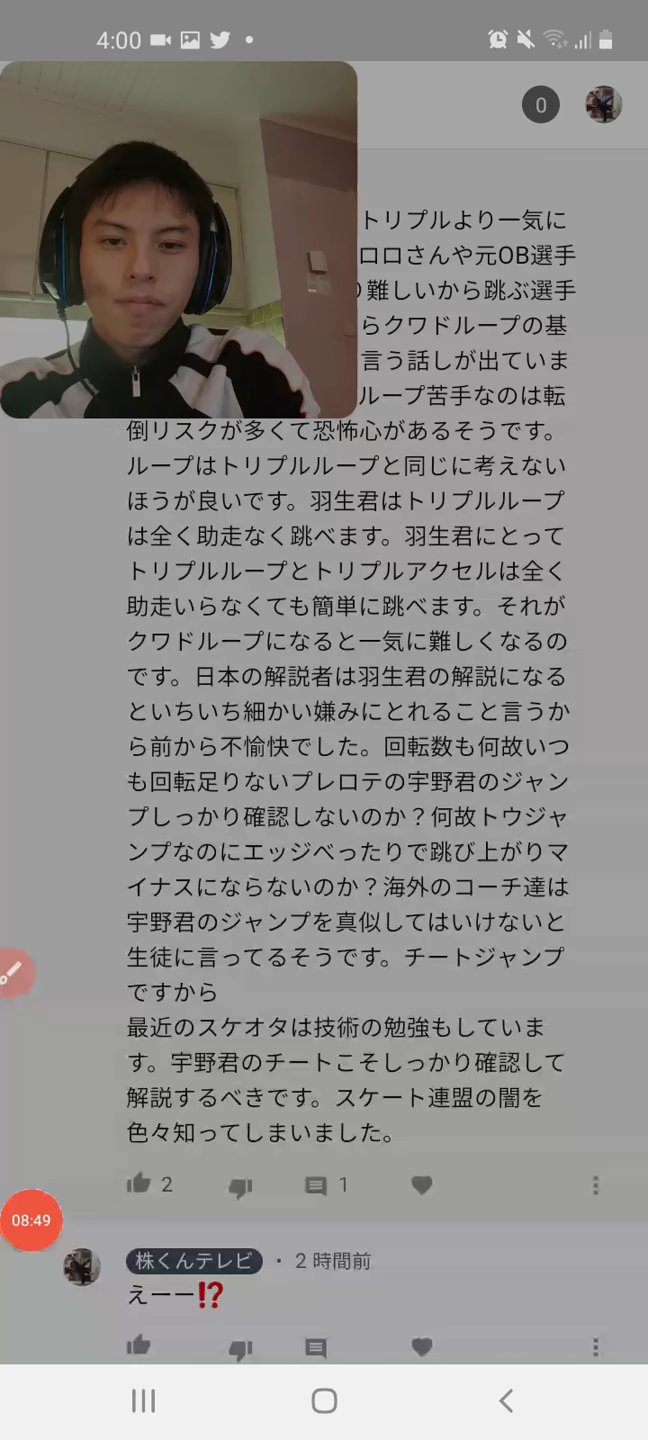 4:00
0
トリプルより一気に
ロロさんや元OB選手
り難しいから跳ぶ選手
らクワドループの基
言う話しが出ていま
ループ苦手なのは転
倒リスクが多くて恐怖心があるそうです。
ループはトリプルループと同じに考えない
ほうが良いです。羽生君はトリプルループ
は全く助走なく跳べます。羽生君にとって
トリプルループとトリプルアクセルは全く
助走いらなくても簡単に跳べます。それが
クワドループになると一気に難しくなるの
です。日本の解説者は羽生君の解説になる
といちいち細かい嫌みにとれること言うか
ら前から不愉快でした。回転数も何故いつ
も回転足りないプレロテの宇野君のジャン
プしっかり確認しないのか？何故トウジャ
ンプなのにエッジべったりで跳び上がりマ
イナスにならないのか？海外のコーチ達は
宇野君のジャンプを真似してはいけないと
生徒に言ってるそうです。チートジャンプ
ですから
最近のスケオタは技術の勉強もしていま
す。宇野君のチートこそしっかり確認して
解説するべきです。スケート連盟の闇を
色々知ってしまいました。
2 1
08:49
株くんテレビ ・ 2 時間前
えーー⁉️